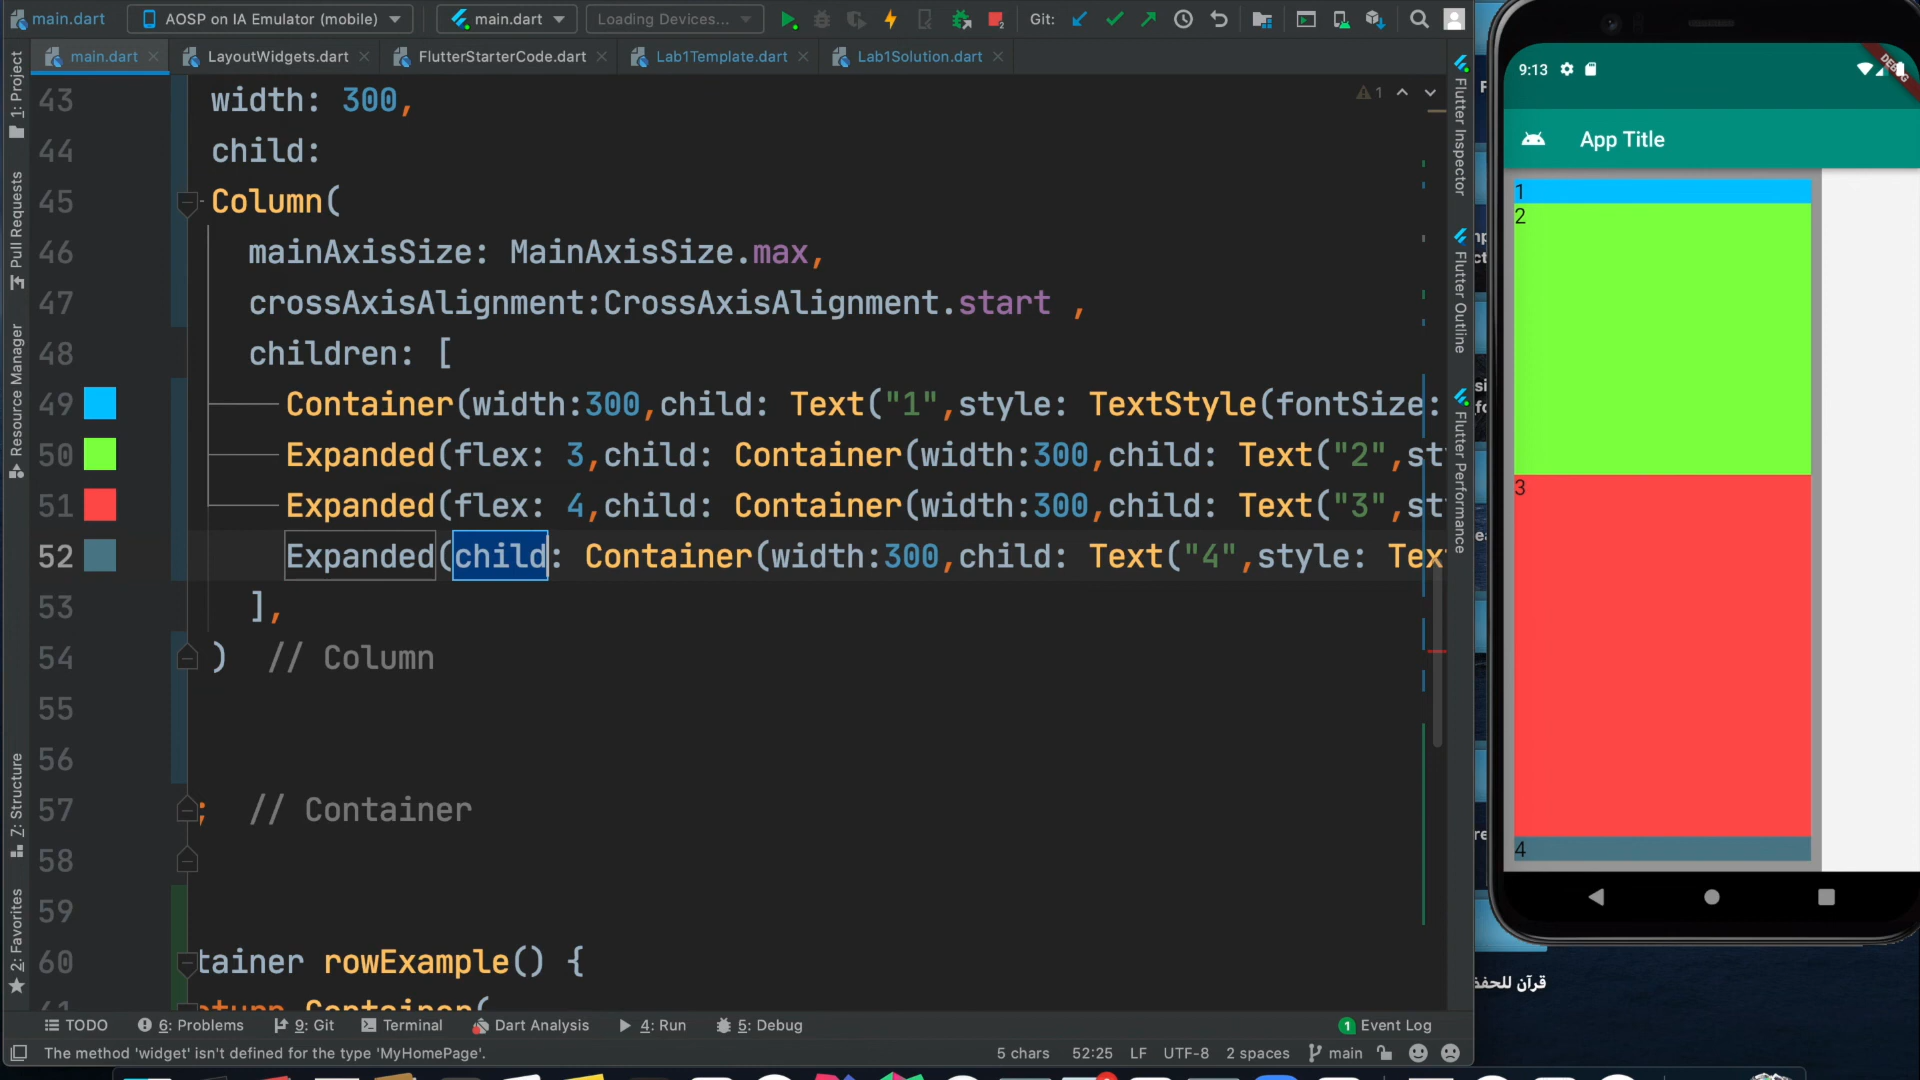 main.dart
AOSP on IA Emulator (mobile)
main.dart
Loading Devices...
Git:
main.dart
LayoutWidgets.dart
FlutterStarterCode.dart
Lab1Template.dart
Lab1Solution.dart
1: Project
Pull Requests
Resource Manager
7: Structure
2: Favorites
1
43 width: 300,
44 child:
45 Column(
46 mainAxisSize: MainAxisSize.max,
47 crossAxisAlignment:CrossAxisAlignment.start ,
48 children: [
49 Container(width:300,child: Text("1",style: TextStyle(fontSize:
50 Expanded(flex: 3,child: Container(width:300,child: Text("2",st
51 Expanded(flex: 4,child: Container(width:300,child: Text("3",st
52 Expanded(child: Container(width:300,child: Text("4",style: Tex
53 ],
54 ) // Column
55
56
57 ; // Container
58
59
60 tainer rowExample() {
61 turn Container(
Flutter Inspector
Flutter Outline
Flutter Performance
TODO
6: Problems
9: Git
Terminal
Dart Analysis
4: Run
5: Debug
1 Event Log
The method 'widget' isn't defined for the type 'MyHomePage'.
5 chars
52:25
LF
UTF-8
2 spaces
main
9:13
DEBUG
App Title
1
2
3
4
قرآن للحفظ